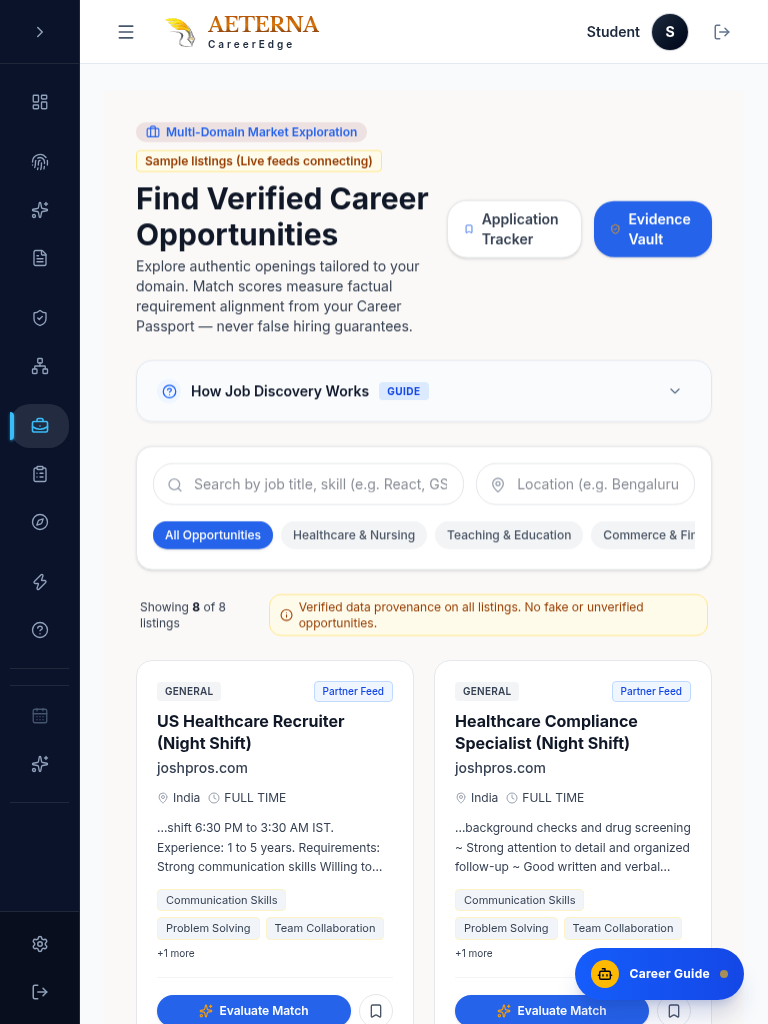 AETERNA
CareerEdge
Student
S
Multi-Domain Market Exploration
Sample listings (Live feeds connecting)
Find Verified Career
Opportunities
Explore authentic openings tailored to your
domain. Match scores measure factual
requirement alignment from your Career
Passport — never false hiring guarantees.
Application
Tracker
Evidence
Vault
How Job Discovery Works
GUIDE
Search by job title, skill (e.g. React, GS
Location (e.g. Bengaluru
All Opportunities
Healthcare & Nursing
Teaching & Education
Commerce & Fir
Showing 8 of 8
listings
Verified data provenance on all listings. No fake or unverified
opportunities.
GENERAL
Partner Feed
US Healthcare Recruiter
(Night Shift)
joshpros.com
India
FULL TIME
...shift 6:30 PM to 3:30 AM IST.
Experience: 1 to 5 years. Requirements:
Strong communication skills Willing to...
Communication Skills
Problem Solving
Team Collaboration
+1 more
Evaluate Match
GENERAL
Partner Feed
Healthcare Compliance
Specialist (Night Shift)
joshpros.com
India
FULL TIME
...background checks and drug screening
~ Strong attention to detail and organized
follow-up ~ Good written and verbal...
Communication Skills
Problem Solving
Team Collaboration
+1 more
Evaluate Match
Career Guide